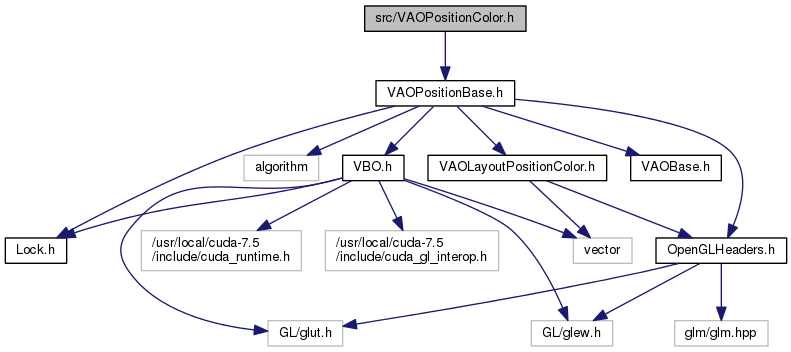 src/VAOPositionColor.h
VAOPositionBase.h
algorithm
VBO.h
VAOLayoutPositionColor.h
VAOBase.h
Lock.h
/usr/local/cuda-7.5
/include/cuda_runtime.h
/usr/local/cuda-7.5
/include/cuda_gl_interop.h
vector
OpenGLHeaders.h
GL/glut.h
GL/glew.h
glm/glm.hpp